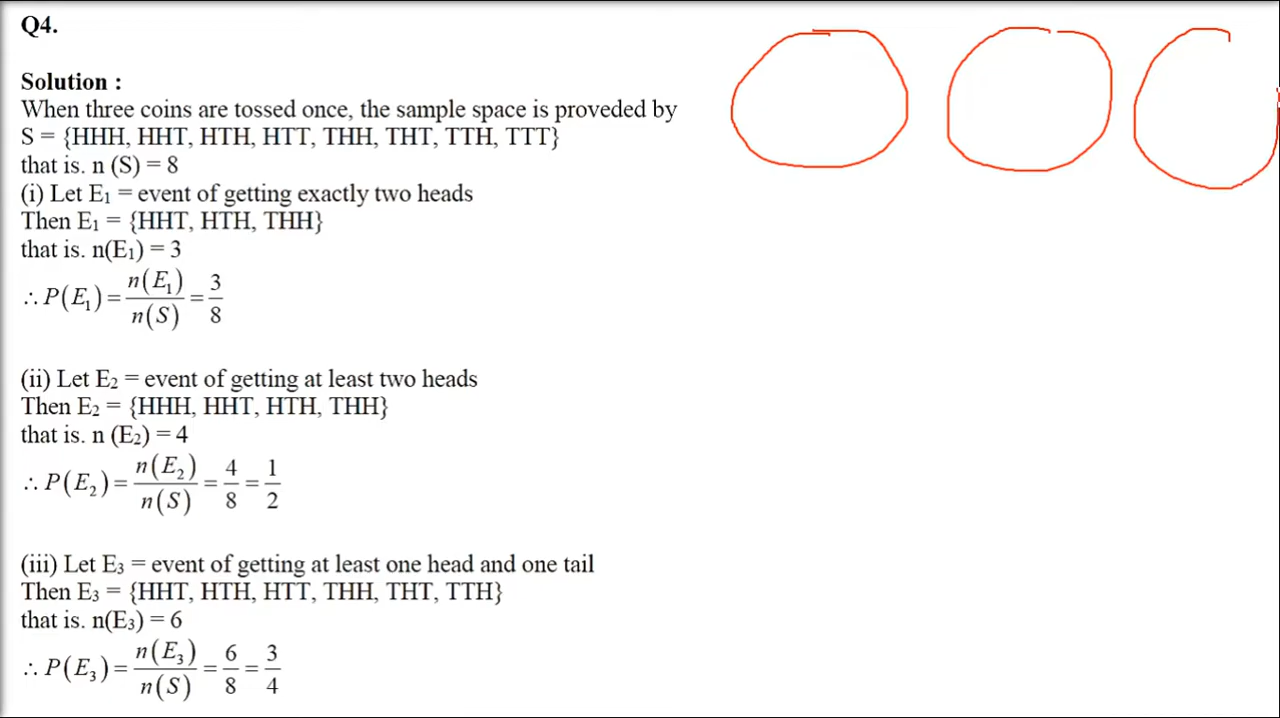 Q4.
Solution :
When three coins are tossed once, the sample space is proveded by
S = {HHH, HHT, HTH, HTT, THH, THT, TTH, TTT}
that is. n (S) = 8
(i) Let E₁ = event of getting exactly two heads
Then E₁ = {HHT, HTH, THH}
that is. n(E₁) = 3
∴ P(E₁) = n(E₁)/n(S) = 3/8
(ii) Let E₂ = event of getting at least two heads
Then E₂ = {HHH, HHT, HTH, THH}
that is. n (E₂) = 4
∴ P(E₂) = n(E₂)/n(S) = 4/8 = 1/2
(iii) Let E₃ = event of getting at least one head and one tail
Then E₃ = {HHT, HTH, HTT, THH, THT, TTH}
that is. n(E₃) = 6
∴ P(E₃) = n(E₃)/n(S) = 6/8 = 3/4